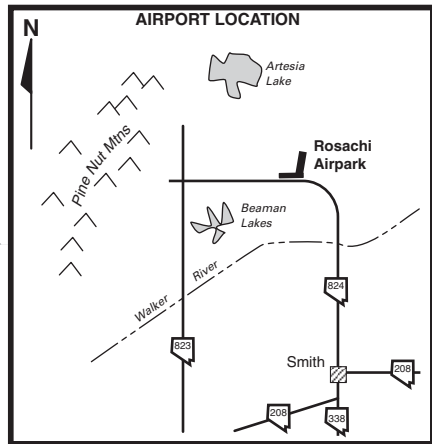 AIRPORT LOCATION
N
Artesia
Lake
Pine Nut Mtns
Rosachi
Airpark
Beaman
Lakes
Walker River
824
823
Smith
208
208
338